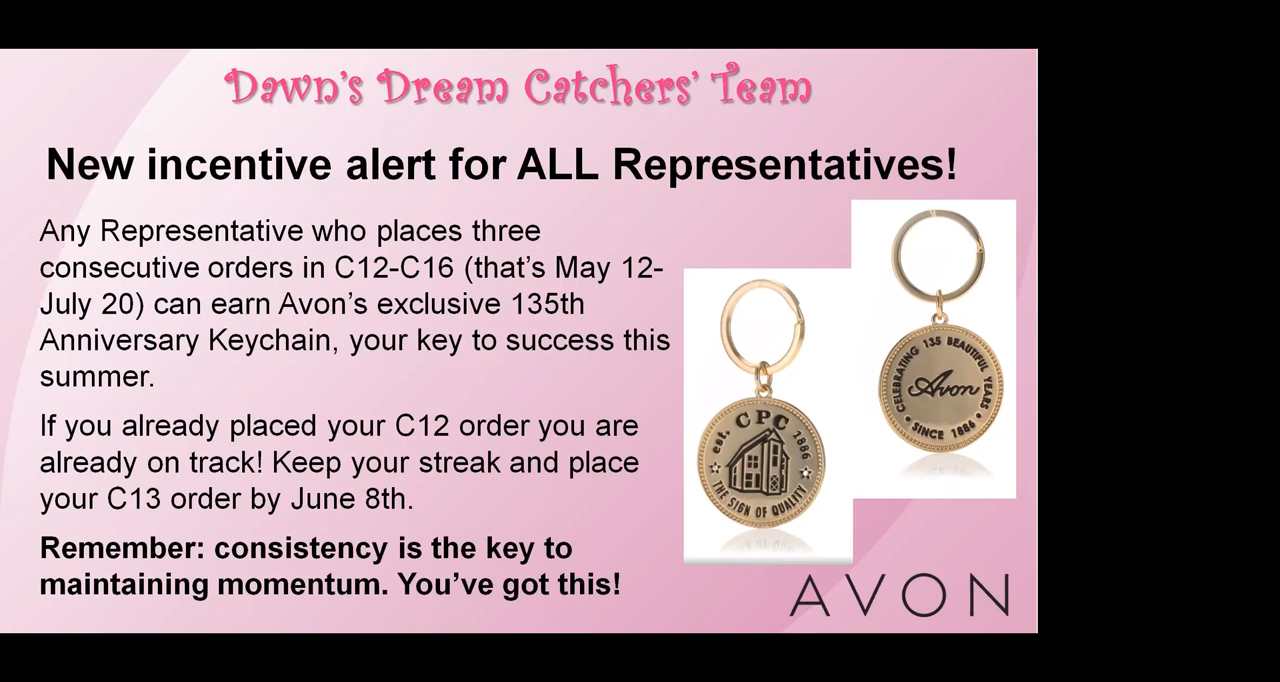 Dawn's Dream Catchers' Team
New incentive alert for ALL Representatives!
Any Representative who places three
consecutive orders in C12-C16 (that's May 12-
July 20) can earn Avon's exclusive 135th
Anniversary Keychain, your key to success this
summer.
If you already placed your C12 order you are
already on track! Keep your streak and place
your C13 order by June 8th.
Remember: consistency is the key to
maintaining momentum. You've got this!
est. CPC 1886
THE SIGN OF QUALITY
CELEBRATING 135 BEAUTIFUL YEARS
Avon
SINCE 1886
AVON